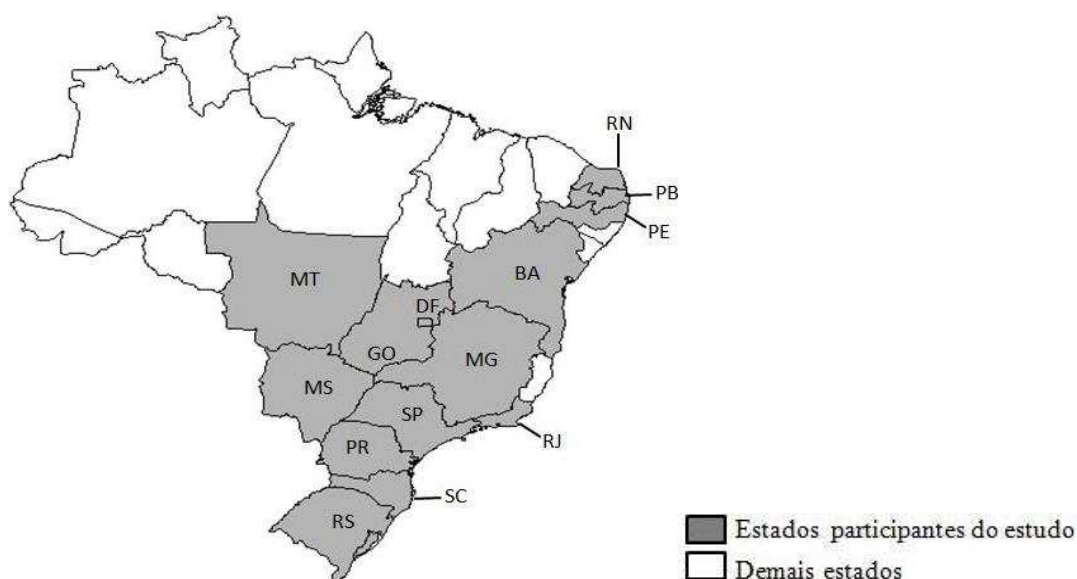 RN
PB
PE
MT
BA
DF
GO
MG
MS
SP
RJ
PR
SC
RS
Estados participantes do estudo
Demais estados